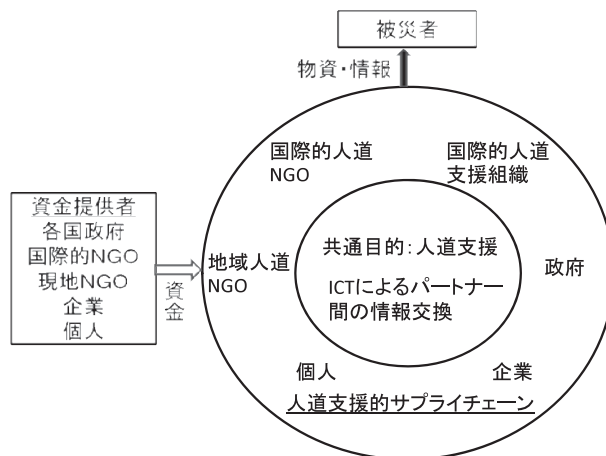 被災者
物資・情報
国際的人道
NGO
国際的人道
支援組織
資金提供者
各国政府
国際的NGO
現地NGO
企業
個人
資金
地域人道
NGO
共通目的：人道支援
ICTによるパートナー
間の情報交換
政府
個人
企業
人道支援的サプライチェーン